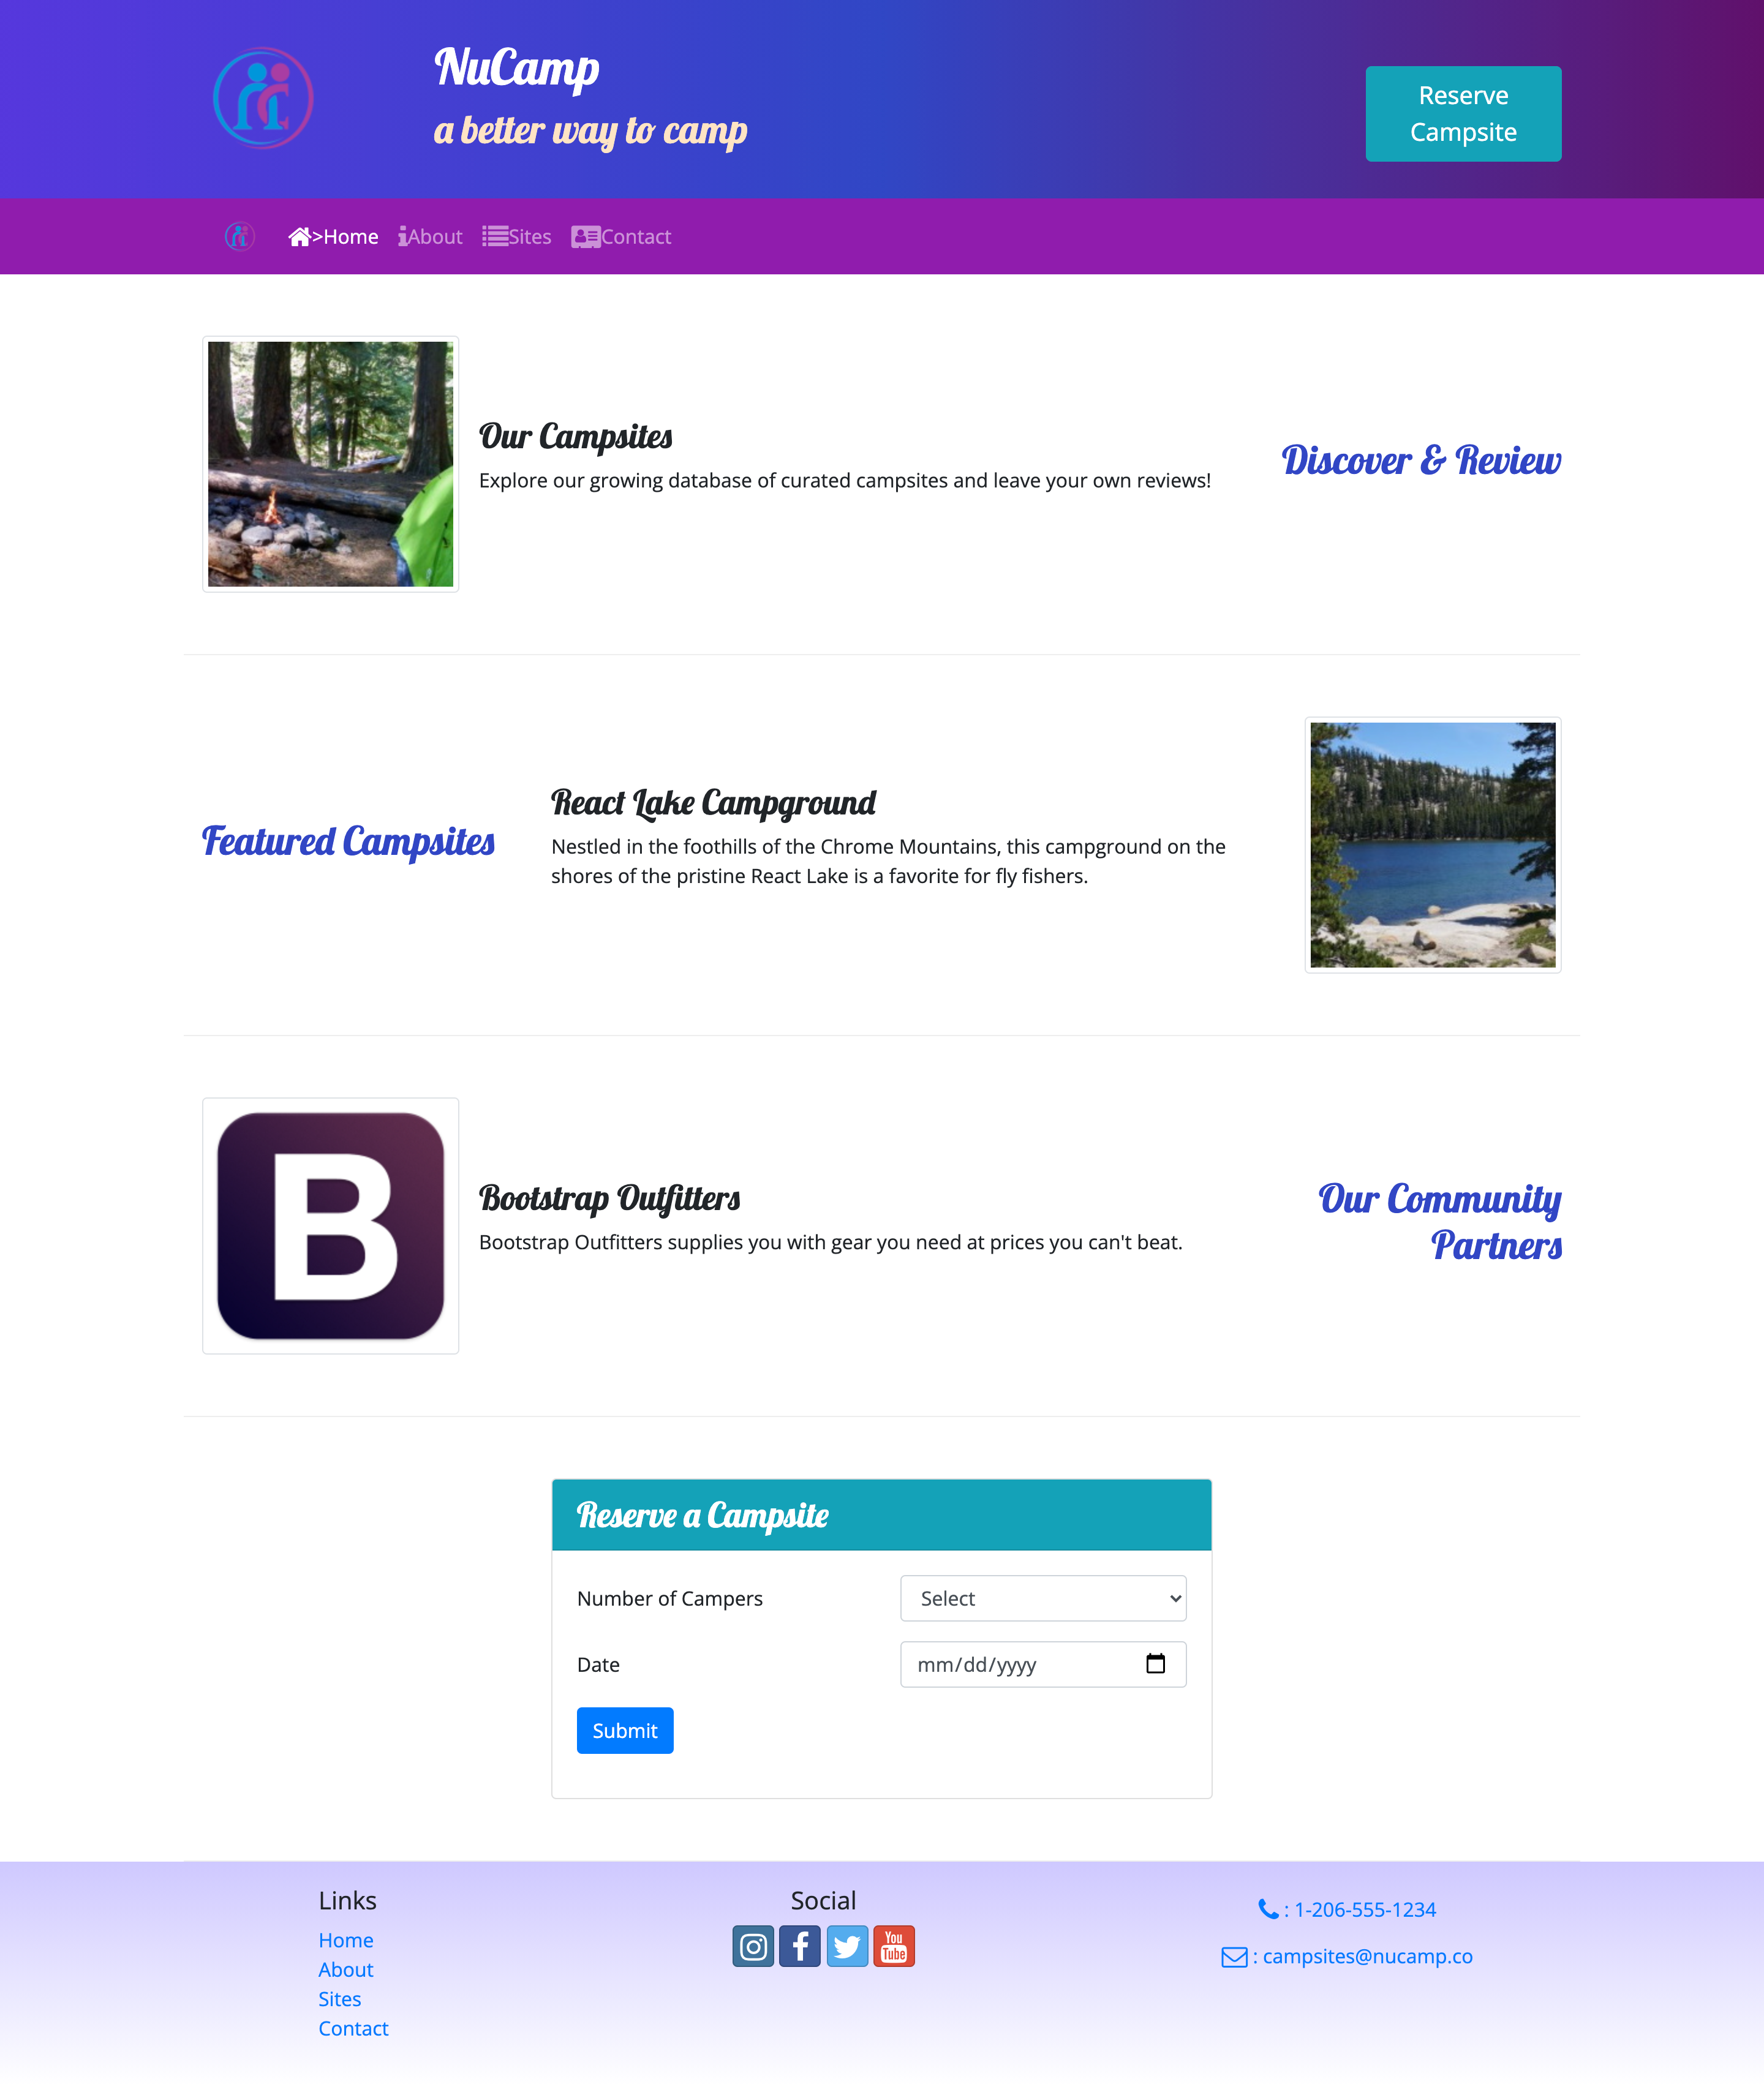 NuCamp
a better way to camp
Reserve
Campsite
>Home About Sites Contact
Our Campsites
Explore our growing database of curated campsites and leave your own reviews!
Discover & Review
Featured Campsites
React Lake Campground
Nestled in the foothills of the Chrome Mountains, this campground on the
shores of the pristine React Lake is a favorite for fly fishers.
B
Bootstrap Outfitters
Bootstrap Outfitters supplies you with gear you need at prices you can't beat.
Our Community
Partners
Reserve a Campsite
Number of Campers
Select
Date
mm/dd/yyyy
Submit
Links
Home
About
Sites
Contact
Social
You
Tube
: 1-206-555-1234
: campsites@nucamp.co